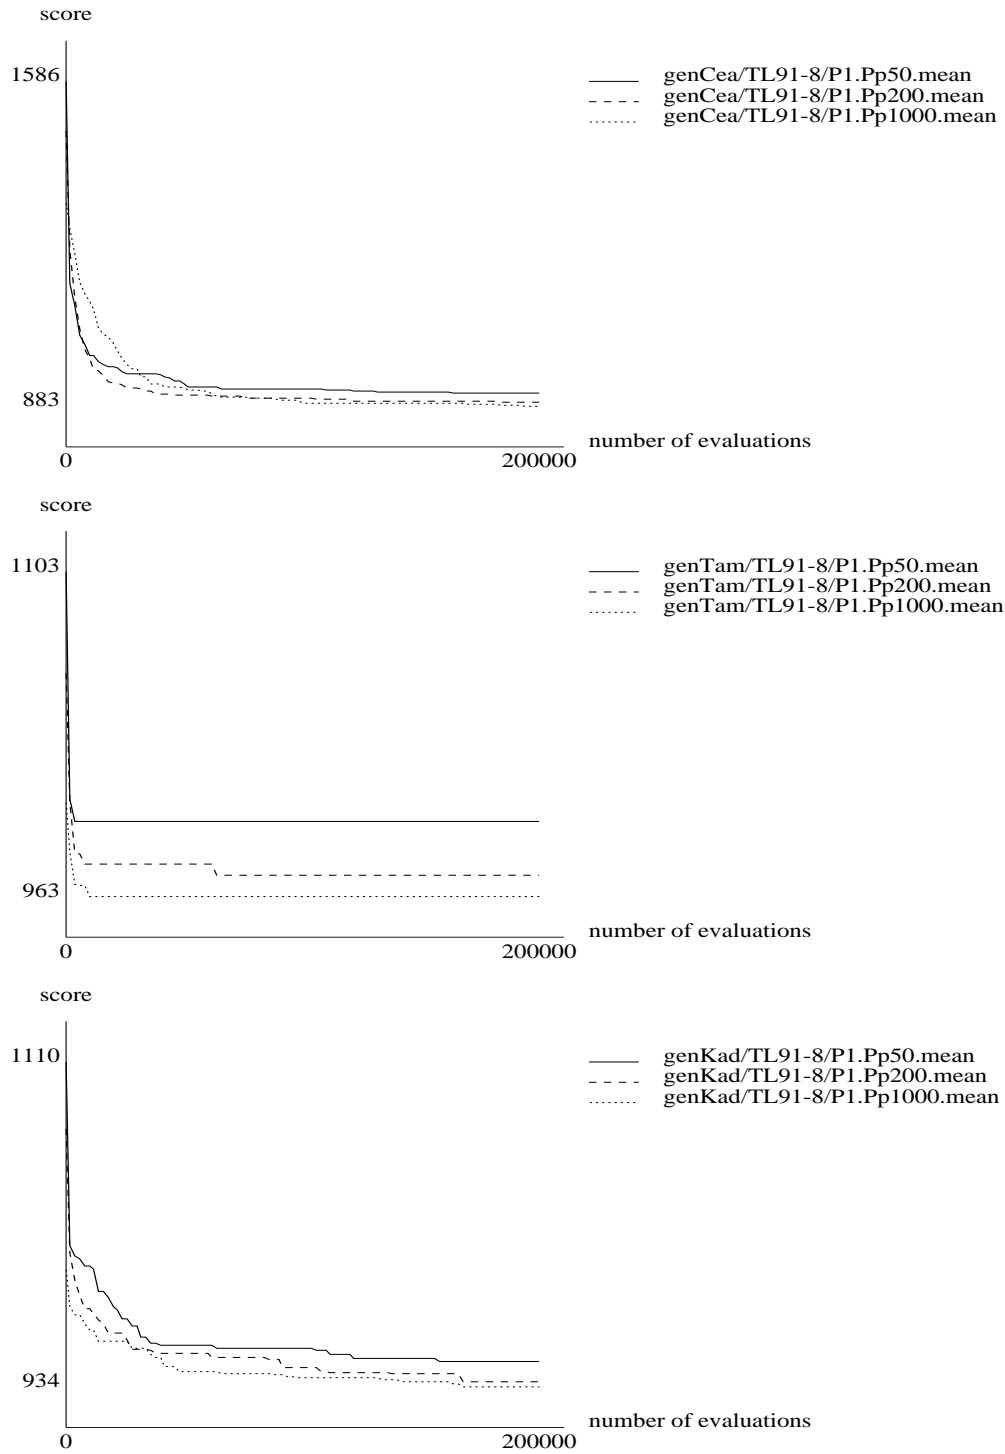 score
1586
genCea/TL91-8/P1.Pp50.mean
genCea/TL91-8/P1.Pp200.mean
genCea/TL91-8/P1.Pp1000.mean
883
number of evaluations
0
200000
score
1103
genTam/TL91-8/P1.Pp50.mean
genTam/TL91-8/P1.Pp200.mean
genTam/TL91-8/P1.Pp1000.mean
963
number of evaluations
0
200000
score
1110
genKad/TL91-8/P1.Pp50.mean
genKad/TL91-8/P1.Pp200.mean
genKad/TL91-8/P1.Pp1000.mean
934
number of evaluations
0
200000